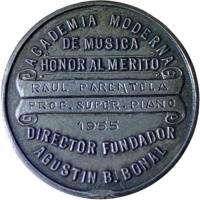 ACADEMIA MODERNA
DE MUSICA
HONOR AL MERITO
RAUL PARENTELA
PROF. SUPER. PIANO
1955
DIRECTOR FUNDADOR
AGUSTIN B. BONAL